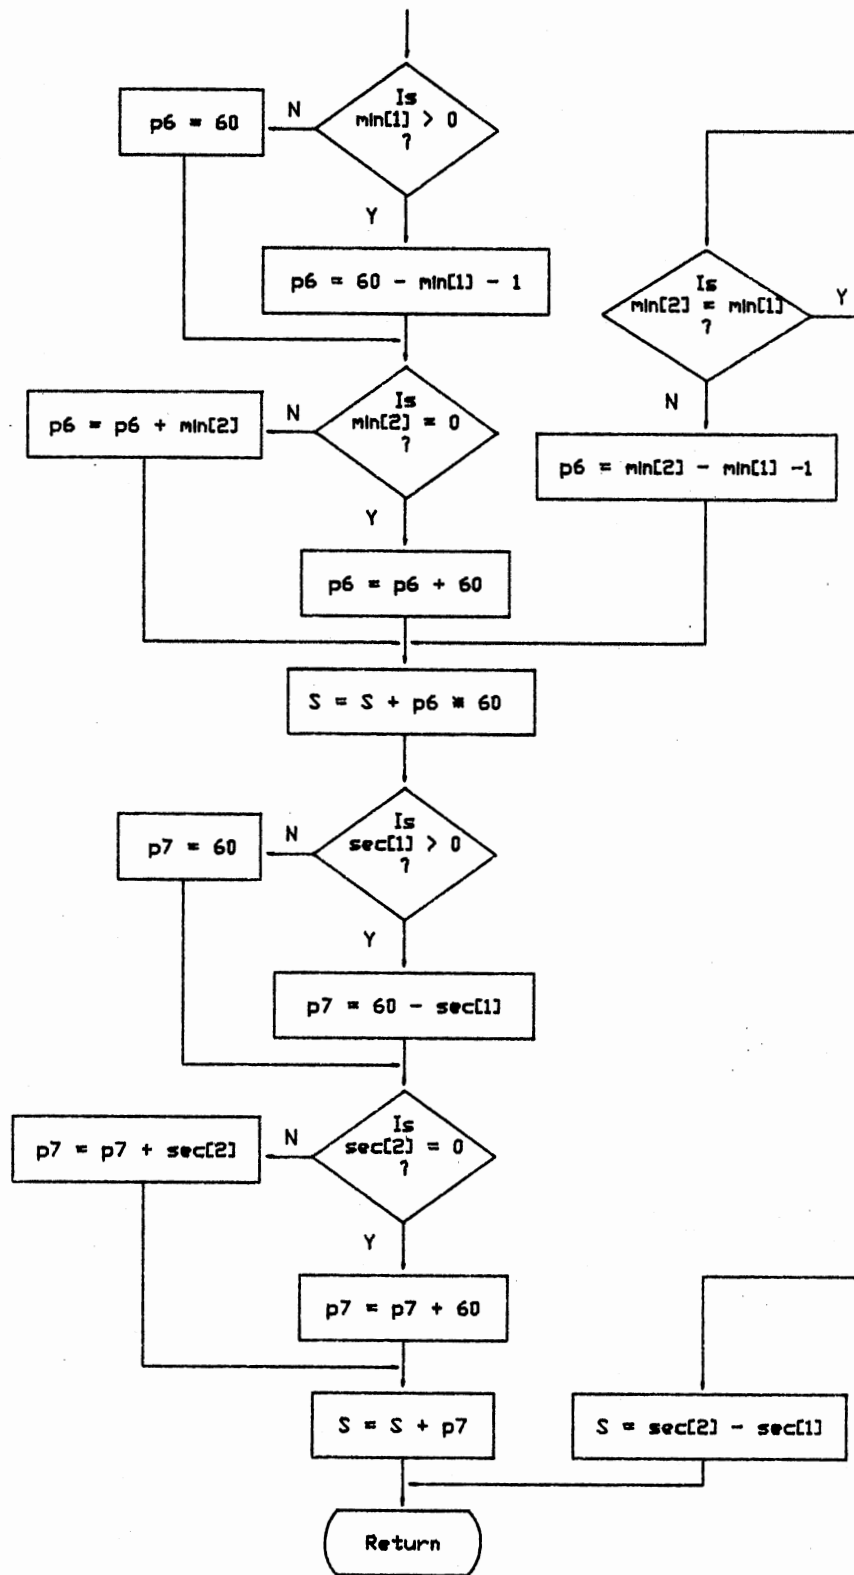 Is
min[1] > 0
?
N
p6 = 60
Y
p6 = 60 - min[1] - 1
Is
min[2] = min[1]
?
Y
N
p6 = min[2] - min[1] -1
Is
min[2] = 0
?
N
p6 = p6 + min[2]
Y
p6 = p6 + 60
S = S + p6 * 60
Is
sec[1] > 0
?
N
p7 = 60
Y
p7 = 60 - sec[1]
Is
sec[2] = 0
?
N
p7 = p7 + sec[2]
Y
p7 = p7 + 60
S = S + p7
S = sec[2] - sec[1]
Return